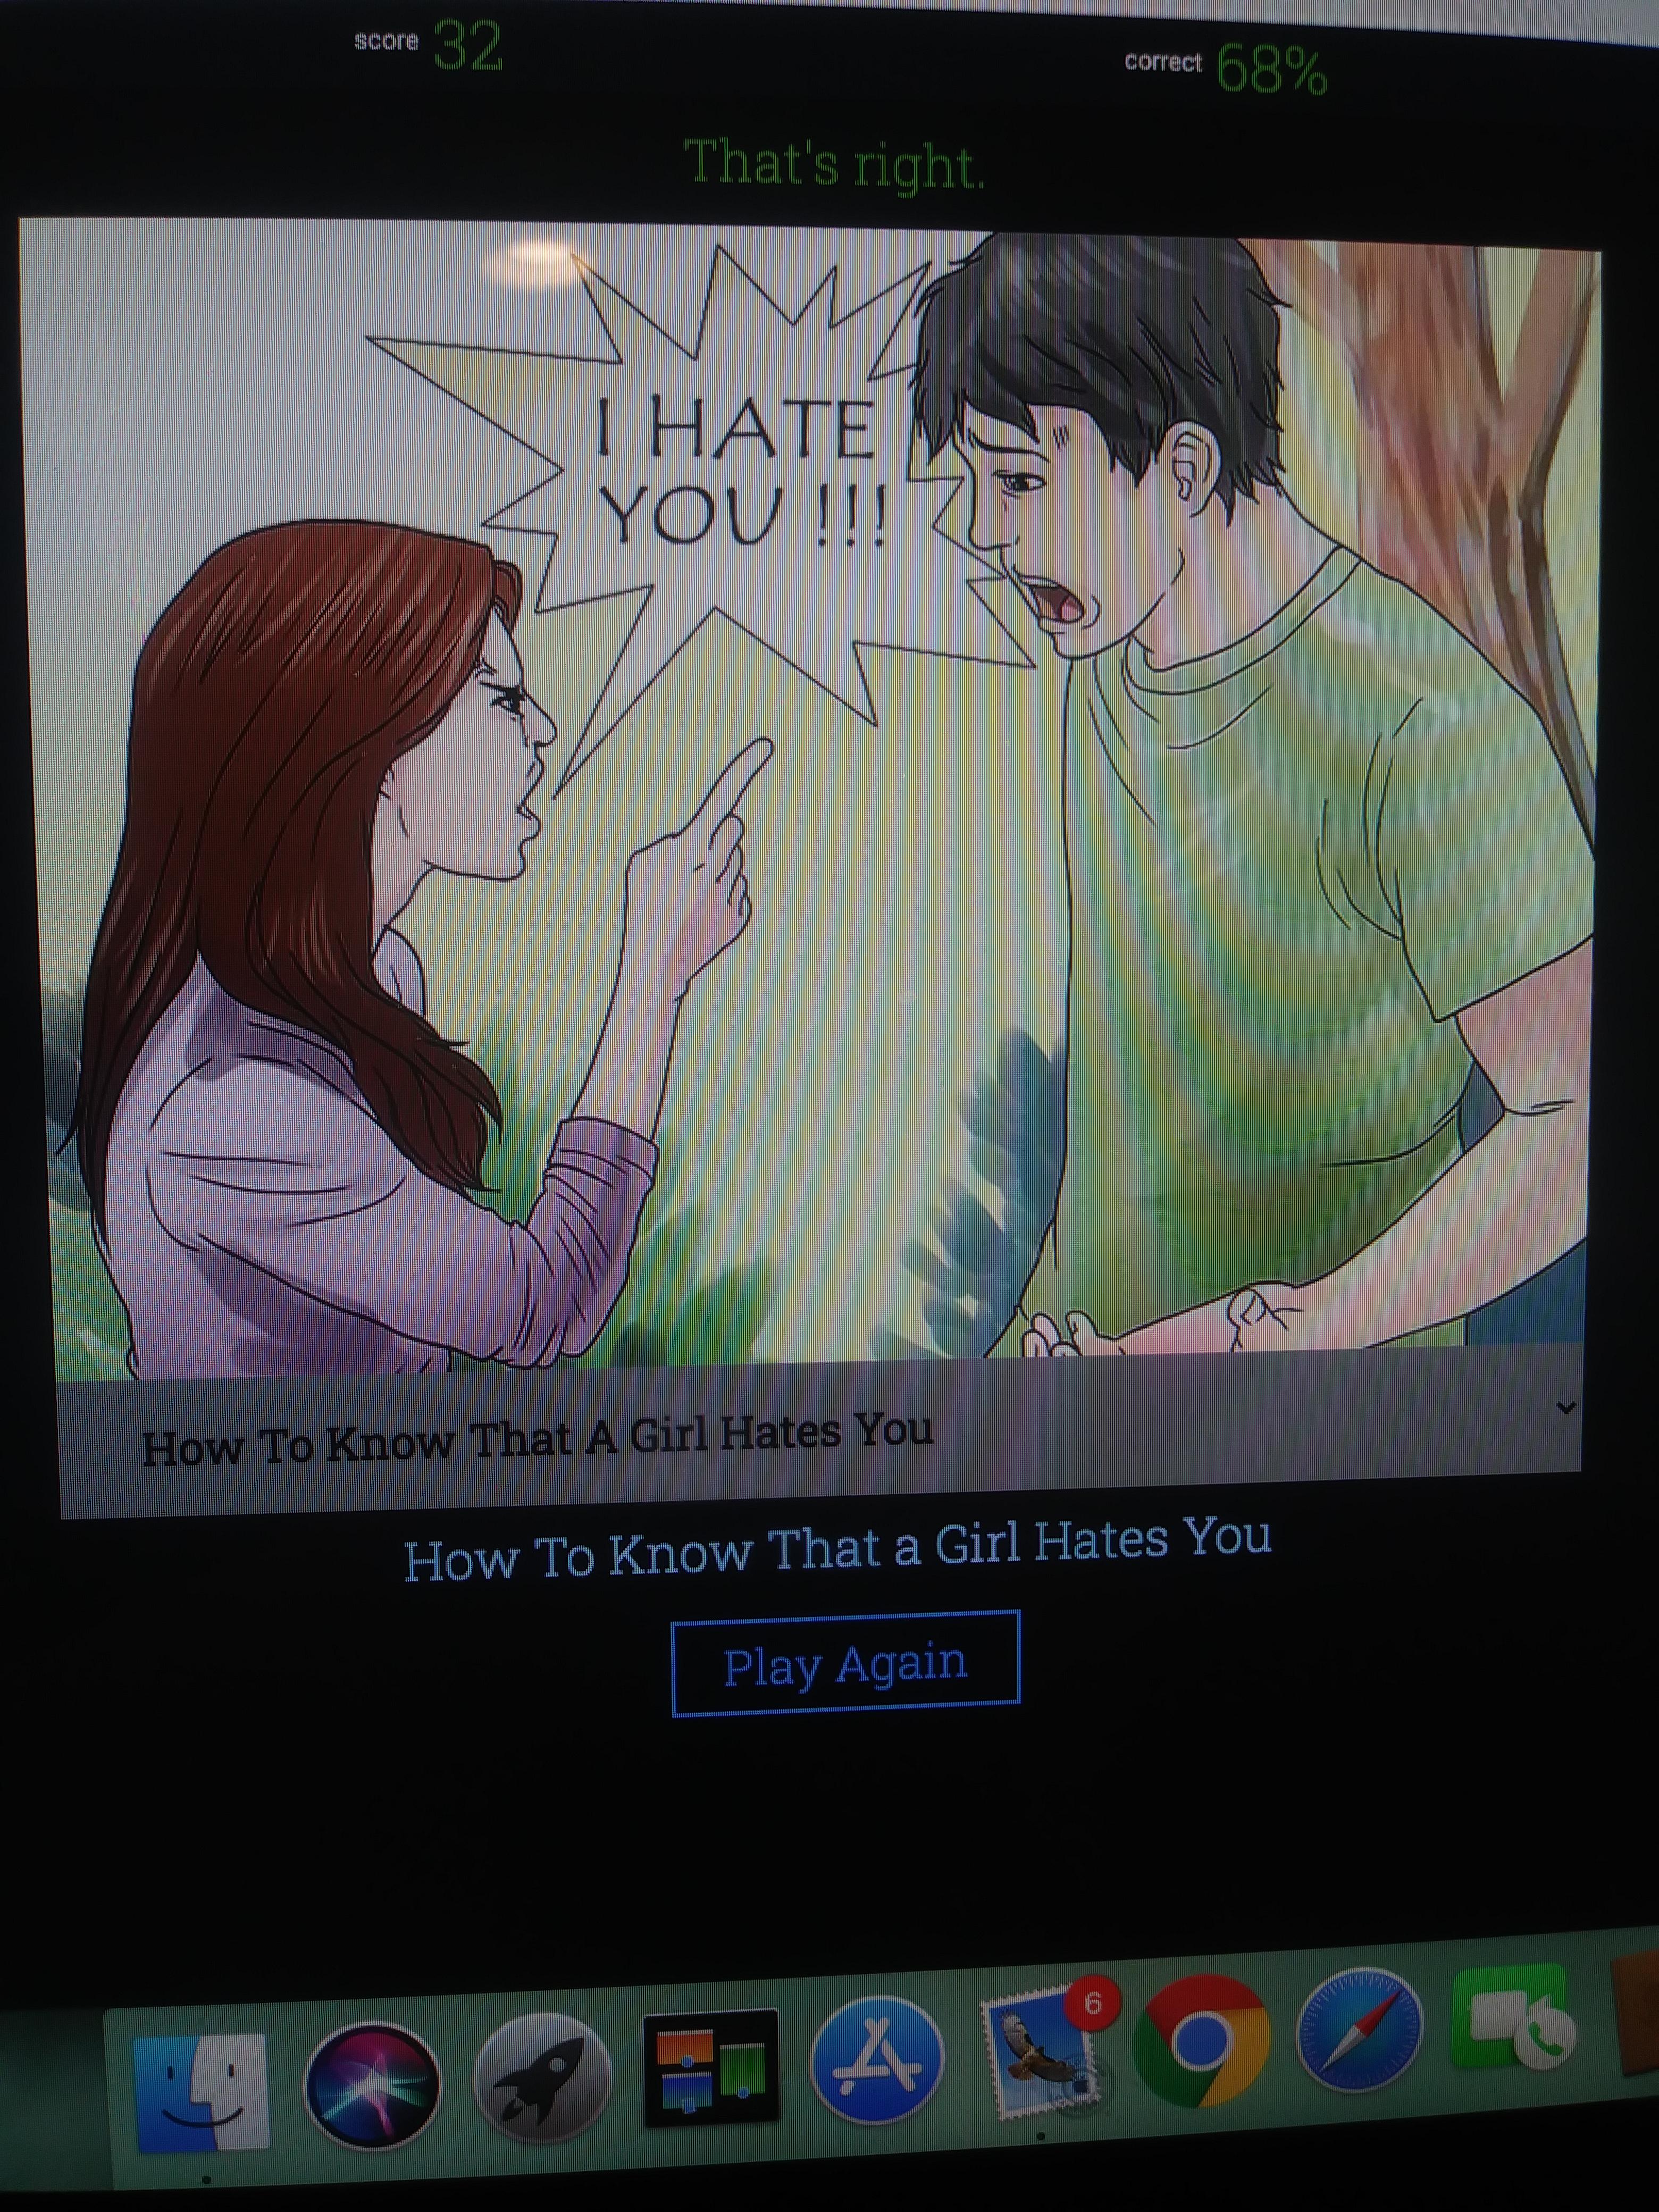 score 32
correct 68%
That's right.
I HATE
YOU !!!
How To Know That A Girl Hates You
How To Know That a Girl Hates You
Play Again
6